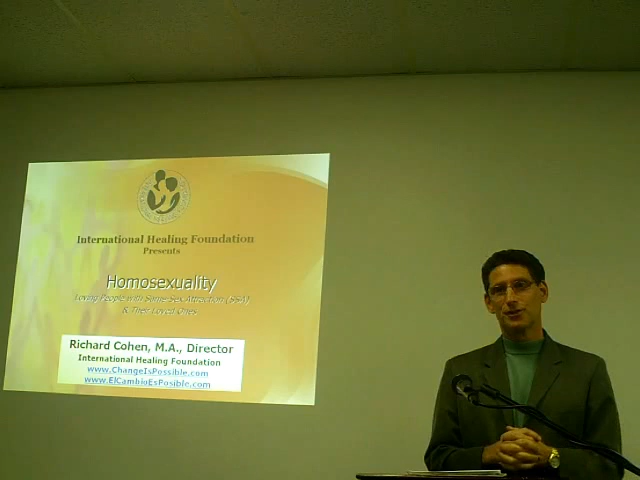 International Healing Foundation
Presents
Homosexuality
Loving People with Same-Sex Attraction (SSA)
& Their Loved Ones
Richard Cohen, M.A., Director
International Healing Foundation
www.ChangeIsPossible.com
www.ElCambioEsPosible.com